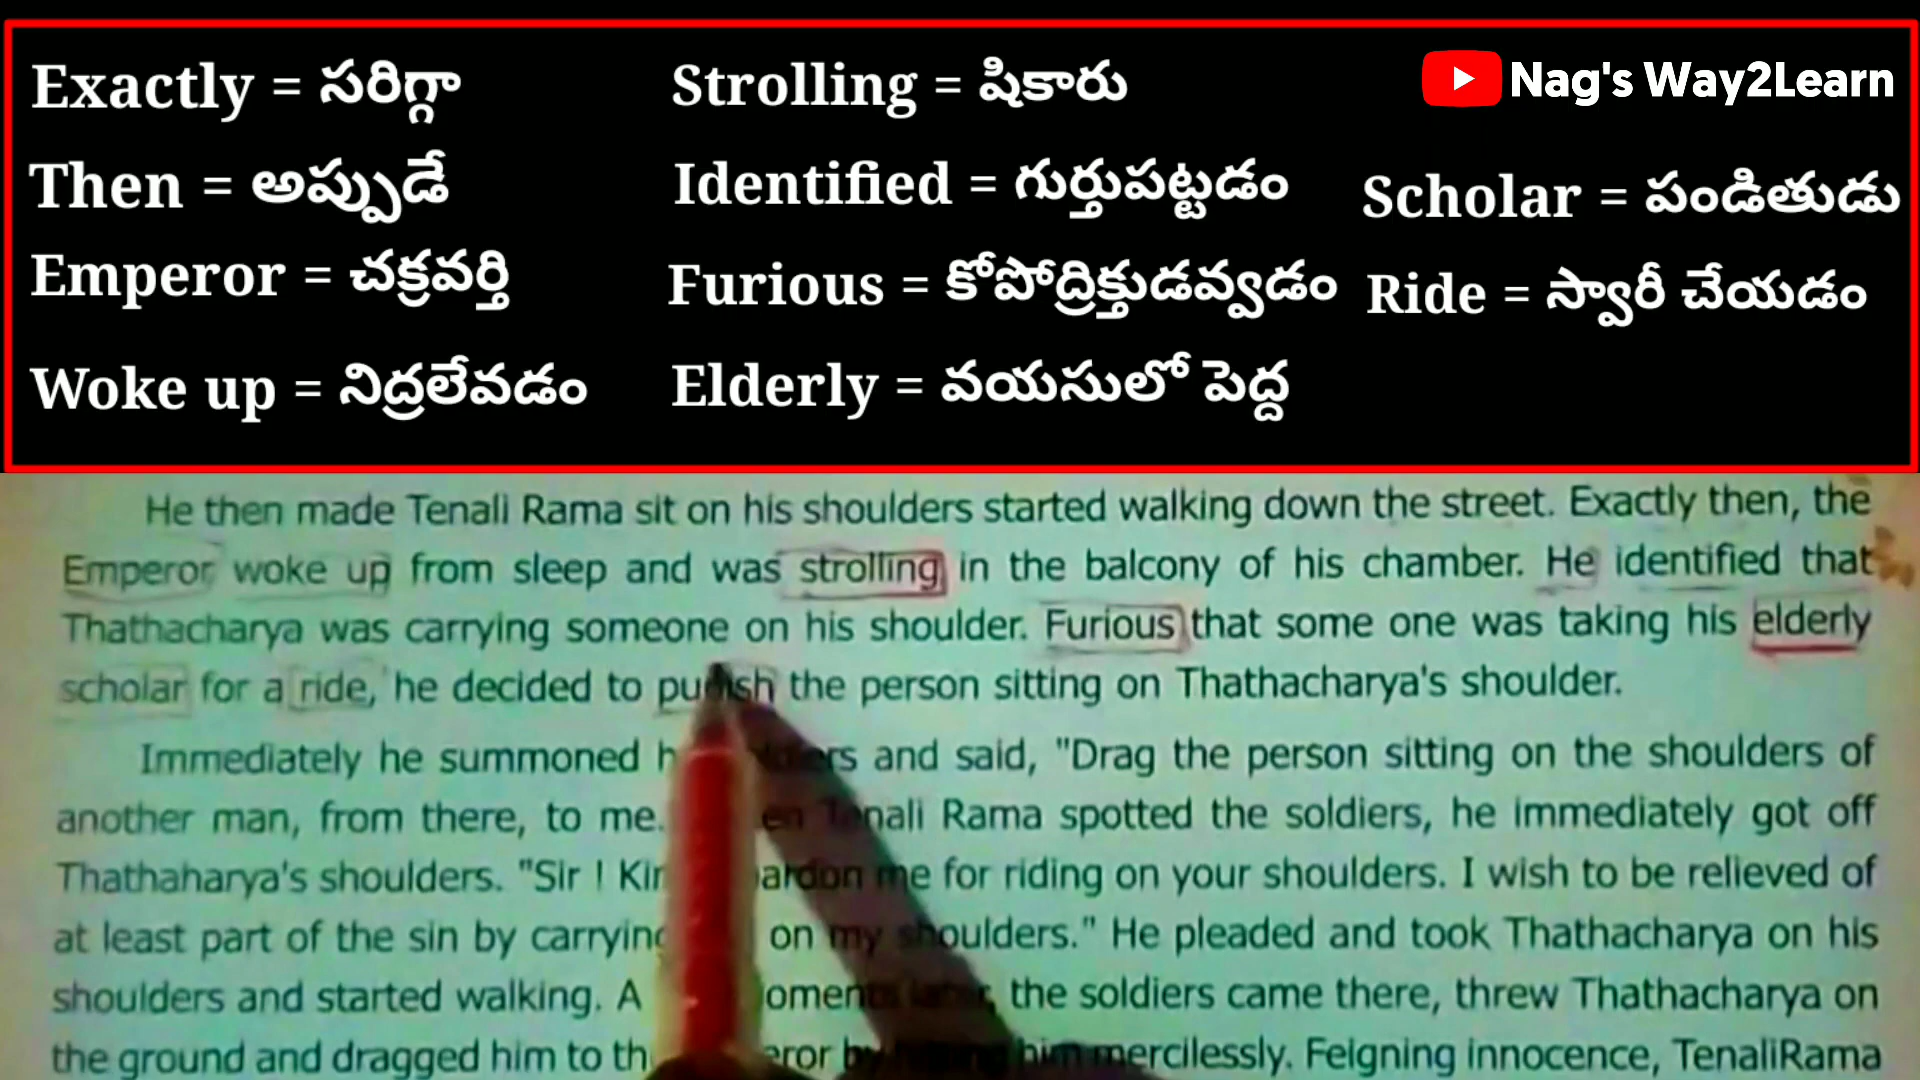 Exactly = సరిగ్గా
Then = అప్పుడే
Emperor = చక్రవర్తి
Woke up = నిద్రలేవడం
Strolling = షికారు
Identified = గుర్తుపట్టడం
Furious = కోపోద్రిక్తుడవ్వడం
Elderly = వయసులో పెద్ద
Nag's Way2Learn
Scholar = పండితుడు
Ride = స్వారీ చేయడం
He then made Tenali Rama sit on his shoulders started walking down the street. Exactly then, the
Emperor woke up from sleep and was strolling in the balcony of his chamber. He identified that
Thathacharya was carrying someone on his shoulder. Furious that some one was taking his elderly
scholar for a ride, he decided to punish the person sitting on Thathacharya's shoulder.
Immediately he summoned and said, "Drag the person sitting on the shoulders of
another man, from there, to me. Tenali Rama spotted the soldiers, he immediately got off
Thathaharya's shoulders. "Sir ! pardon me for riding on your shoulders. I wish to be relieved of
at least part of the sin by carrying on my shoulders." He pleaded and took Thathacharya on his
shoulders and started walking. A the soldiers came there, threw Thathacharya on
the ground and dragged him to him mercilessly. Feigning innocence, TenaliRama